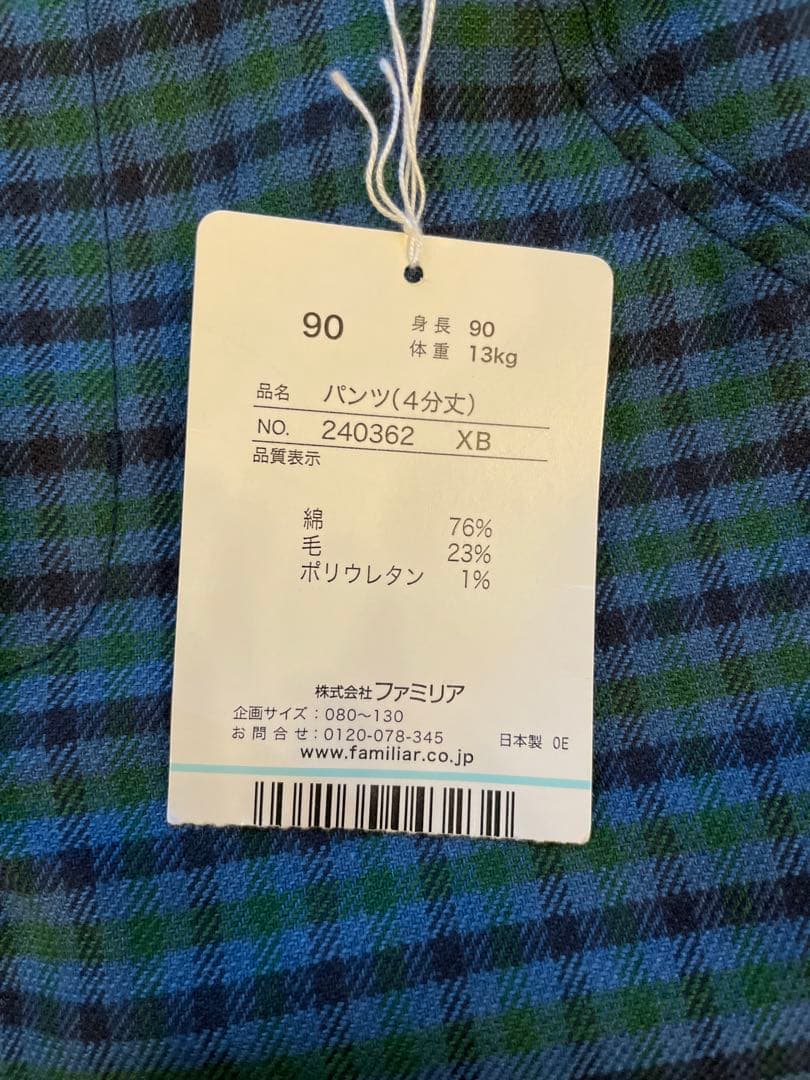 90
身長 90
体重 13kg
品名 パンツ(4分丈)
NO. 240362 XB
品質表示
綿 76%
毛 23%
ポリウレタン 1%
株式会社ファミリア
企画サイズ：080〜130
お問合せ：0120-078-345
日本製 0E
www.familiar.co.jp